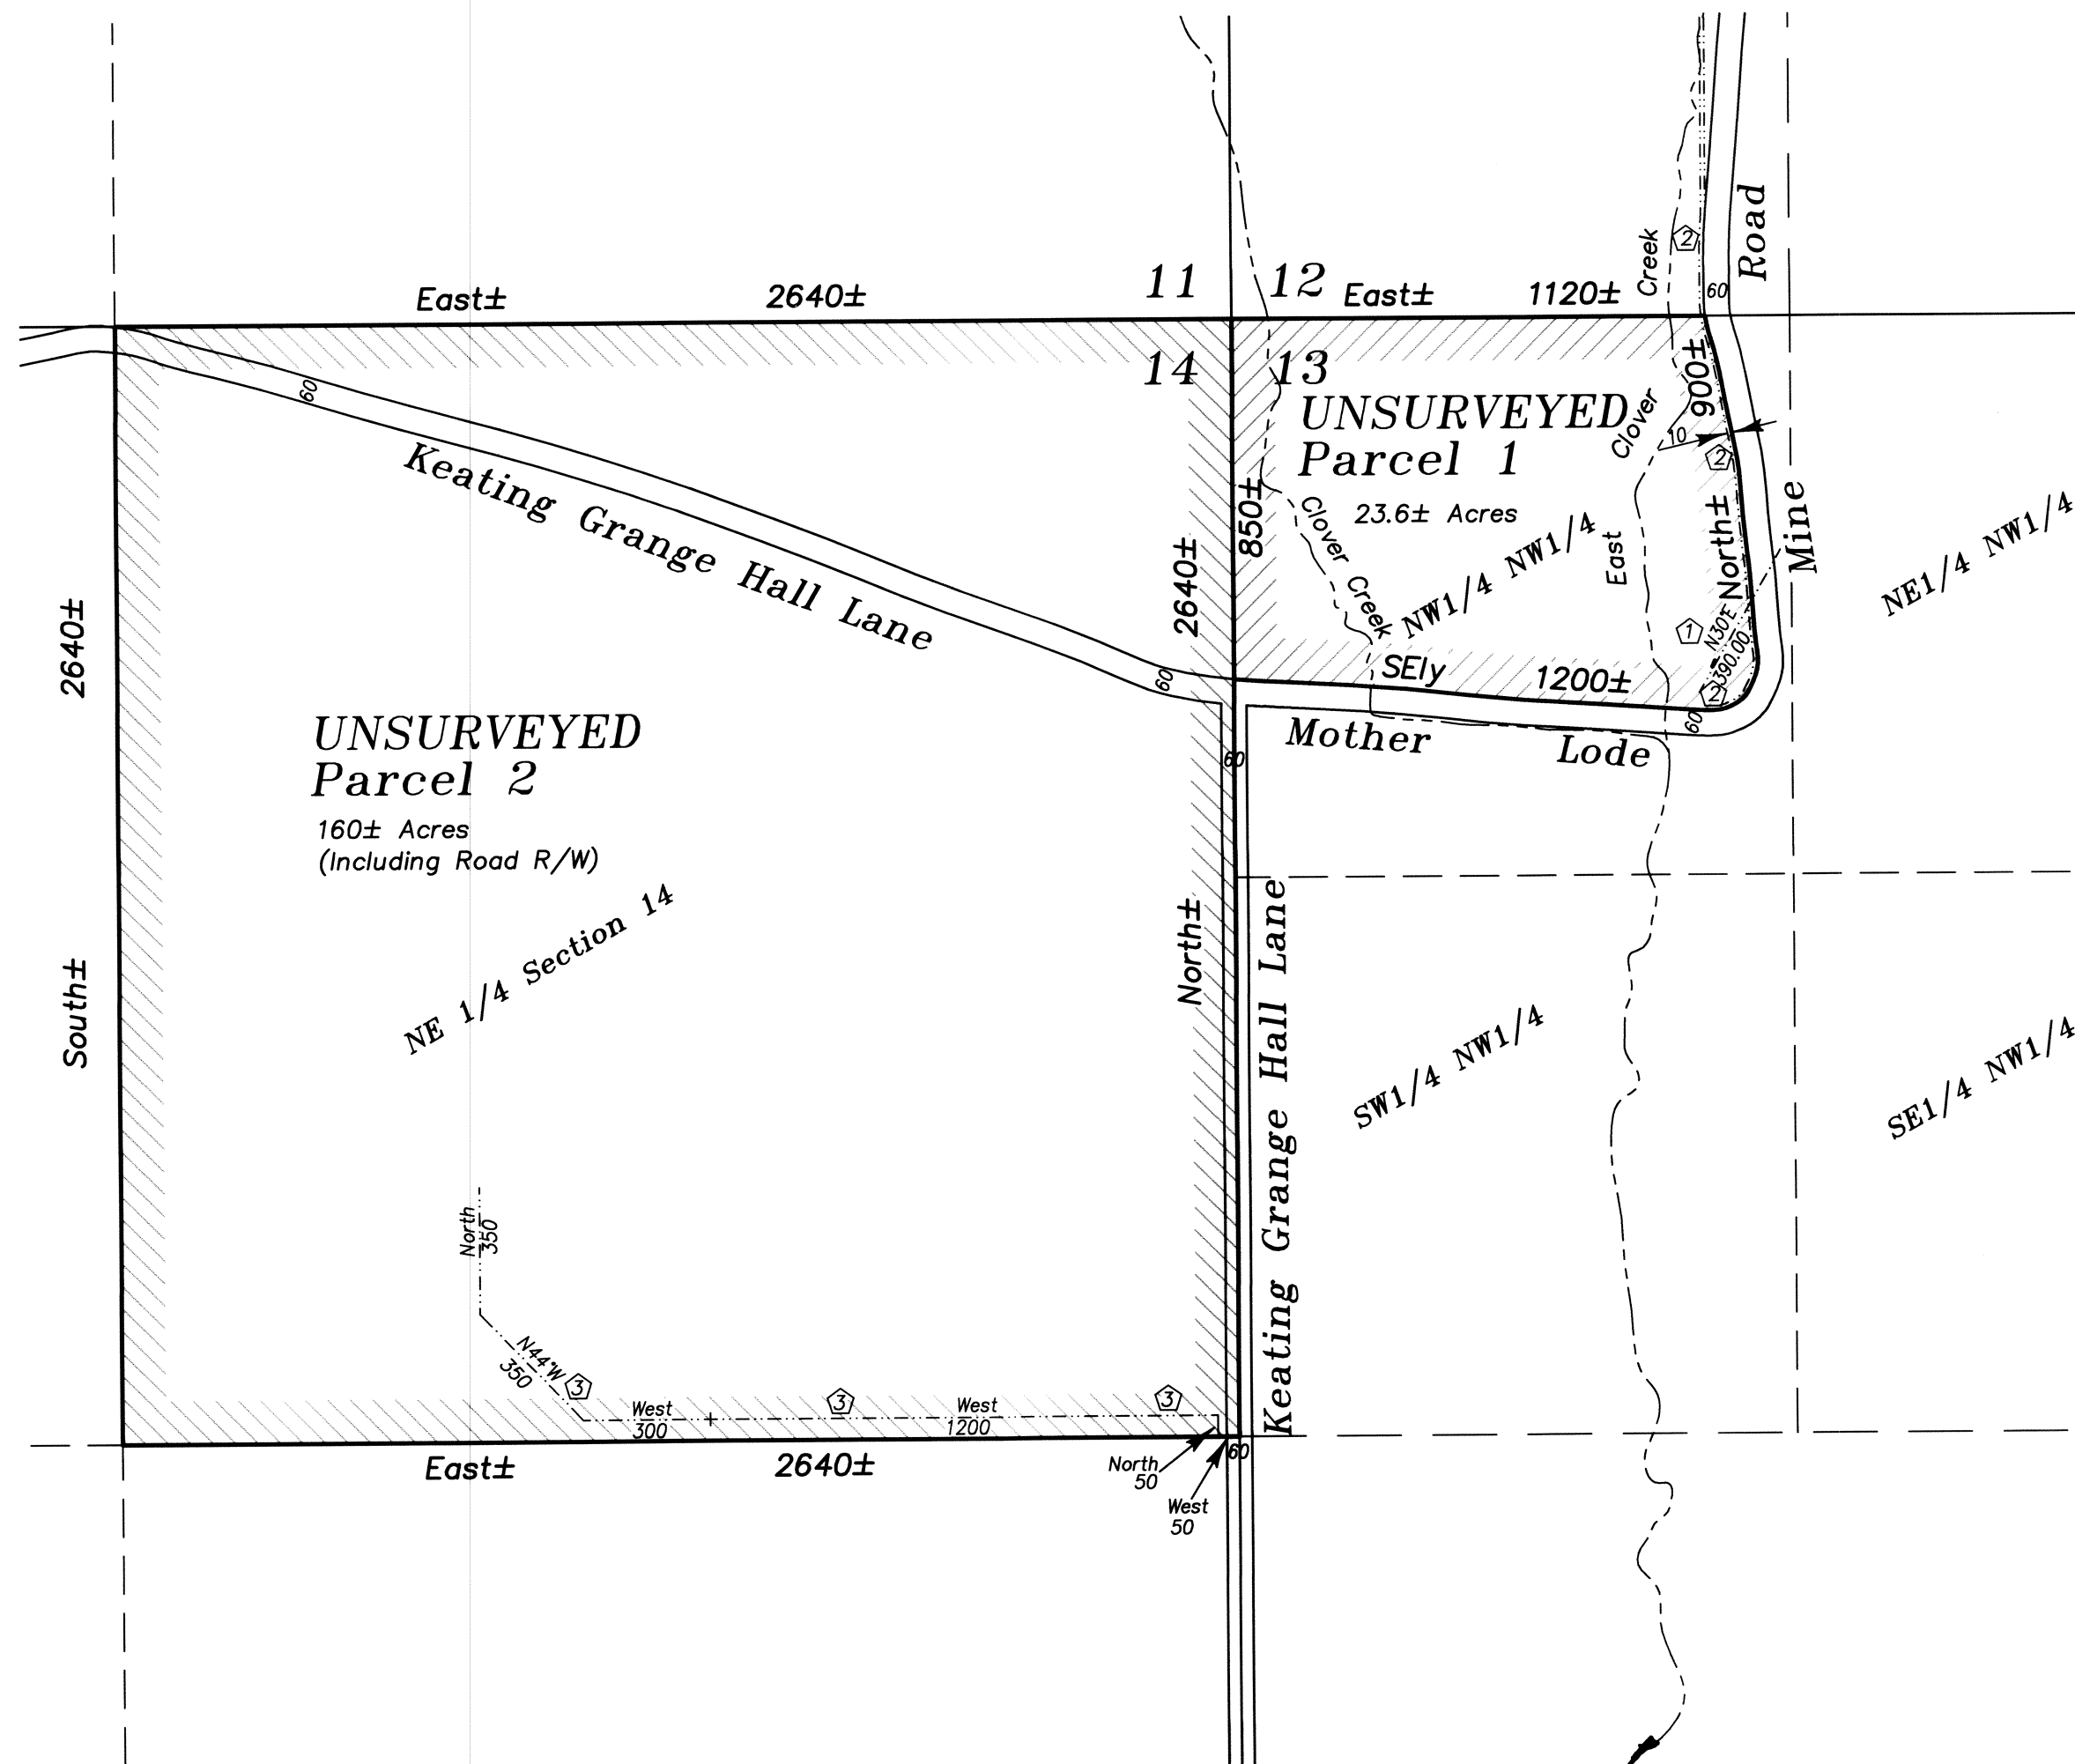 East±
2640±
11
12
East±
1120±
Creek
2
60
Road
14
13
60
Keating Grange Hall Lane
60
UNSURVEYED
Parcel 1
23.6± Acres
NW1/4 NW1/4
Clover Creek
East
Clover
900±
North±
10
2
1
N30°E
390.00
2
Mine
NE1/4 NW1/4
850±
2640±
North±
SEly
1200±
60
Mother
Lode
60
2640±
South±
UNSURVEYED
Parcel 2
160± Acres
(Including Road R/W)
NE 1/4 Section 14
Keating Grange Hall Lane
SW1/4 NW1/4
SE1/4 NW1/4
North
350
N44°W
350
3
West
300
3
West
1200
3
East±
2640±
60
North
50
West
50